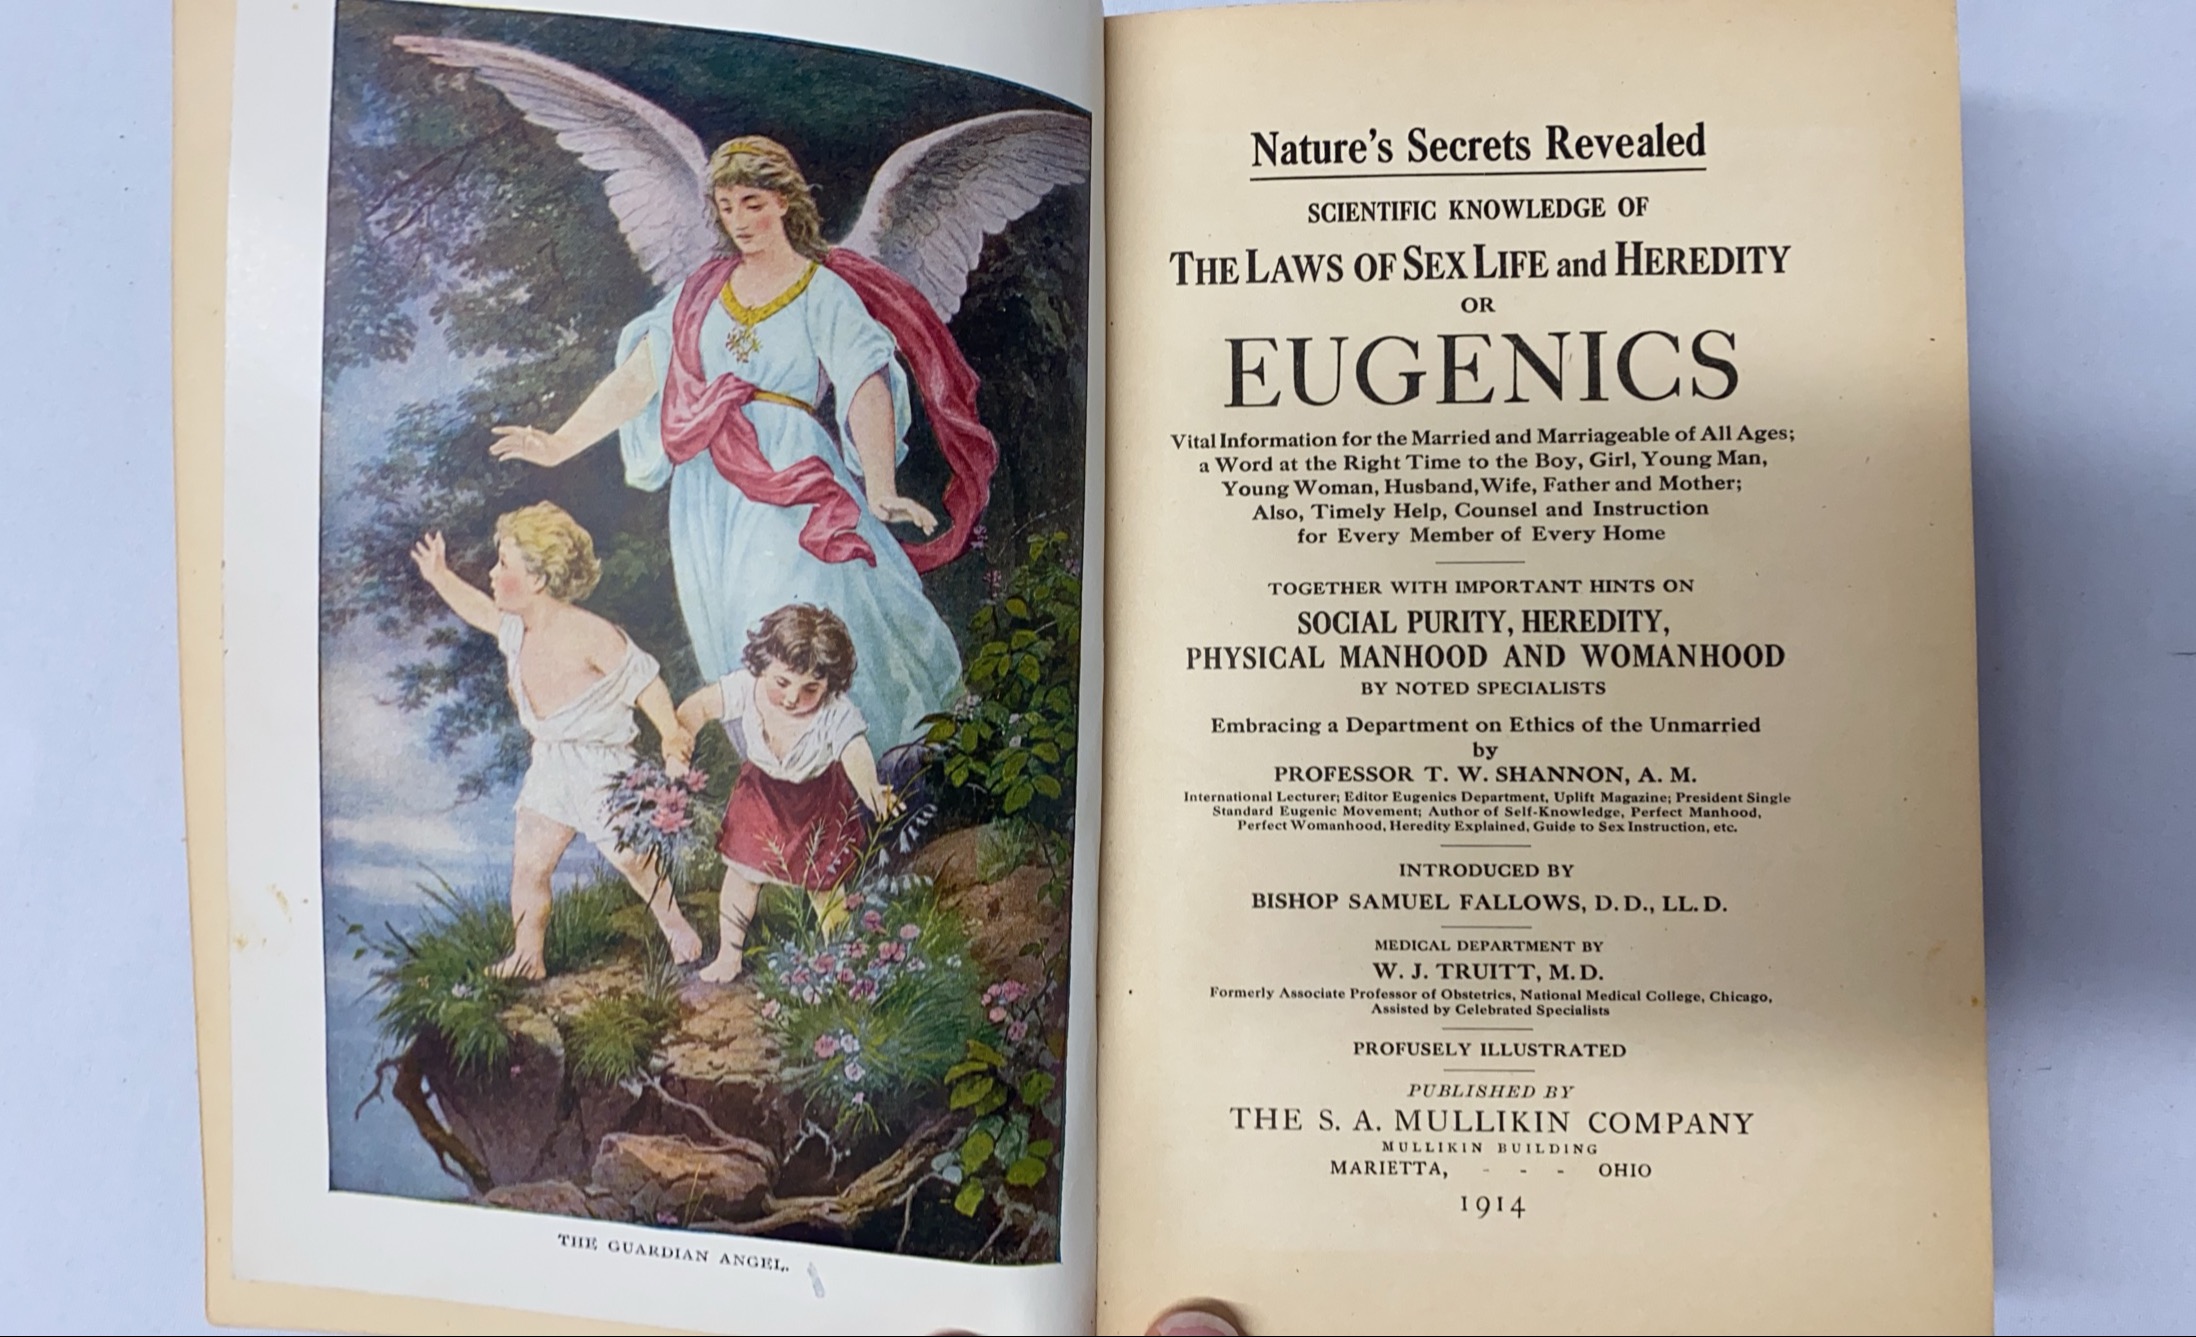 THE GUARDIAN ANGEL.
Nature's Secrets Revealed
SCIENTIFIC KNOWLEDGE OF
THE LAWS OF SEX LIFE and HEREDITY
OR
EUGENICS
Vital Information for the Married and Marriageable of All Ages;
a Word at the Right Time to the Boy, Girl, Young Man,
Young Woman, Husband, Wife, Father and Mother;
Also, Timely Help, Counsel and Instruction
for Every Member of Every Home
TOGETHER WITH IMPORTANT HINTS ON
SOCIAL PURITY, HEREDITY,
PHYSICAL MANHOOD AND WOMANHOOD
BY NOTED SPECIALISTS
Embracing a Department on Ethics of the Unmarried
by
PROFESSOR T. W. SHANNON, A. M.
International Lecturer; Editor Eugenics Department, Uplift Magazine; President Single
Standard Eugenic Movement; Author of Self-Knowledge, Perfect Manhood,
Perfect Womanhood, Heredity Explained, Guide to Sex Instruction, etc.
INTRODUCED BY
BISHOP SAMUEL FALLOWS, D. D., LL. D.
MEDICAL DEPARTMENT BY
W. J. TRUITT, M. D.
Formerly Associate Professor of Obstetrics, National Medical College, Chicago,
Assisted by Celebrated Specialists
PROFUSELY ILLUSTRATED
PUBLISHED BY
THE S. A. MULLIKIN COMPANY
MULLIKIN BUILDING
MARIETTA, - - - OHIO
1914